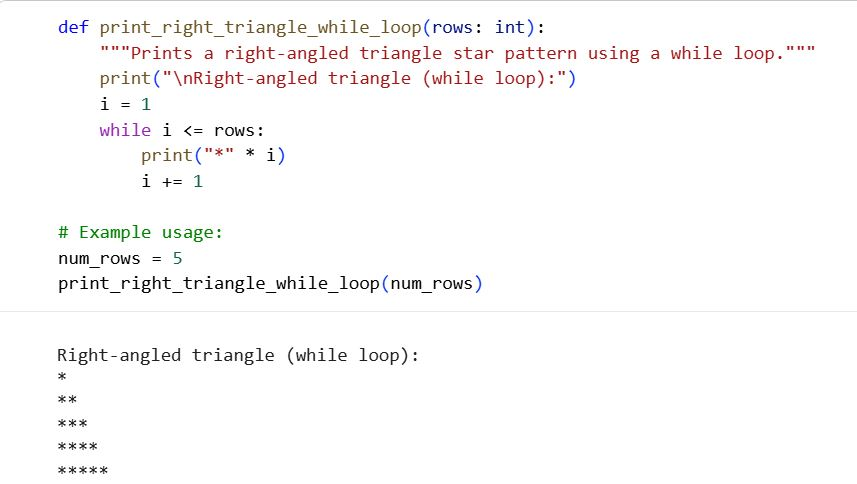 def print_right_triangle_while_loop(rows: int):
    """Prints a right-angled triangle star pattern using a while loop."""
    print("\nRight-angled triangle (while loop):")
    i = 1
    while i <= rows:
        print("*" * i)
        i += 1

# Example usage:
num_rows = 5
print_right_triangle_while_loop(num_rows)

Right-angled triangle (while loop):
*
**
***
****
*****